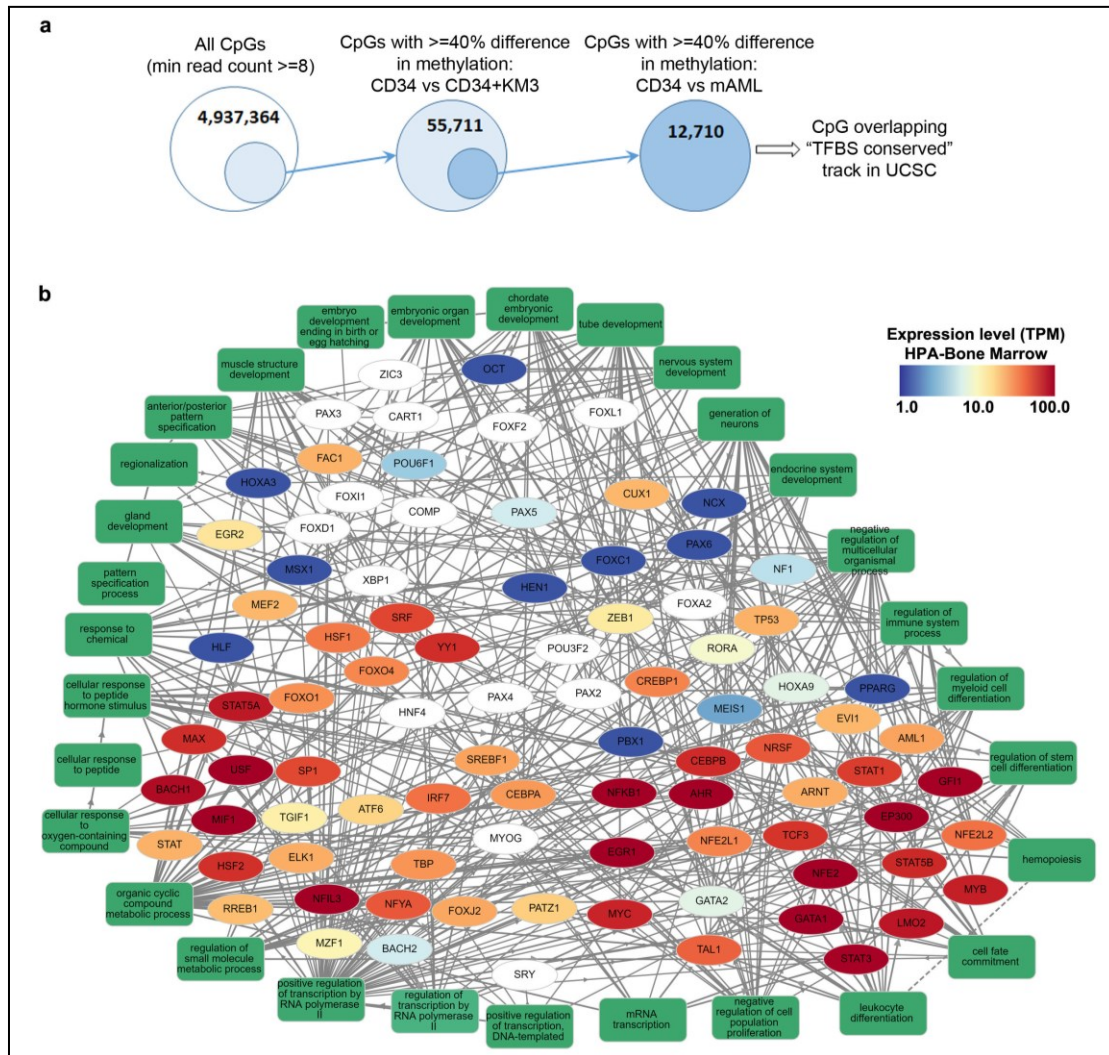 a
All CpGs
(min read count >=8)
CpGs with >=40% difference
in methylation:
CD34 vs CD34+KM3
CpGs with >=40% difference
in methylation:
CD34 vs mAML
4,937,364
55,711
12,710
CpG overlapping
“TFBS conserved”
track in UCSC
b
Expression level (TPM)
HPA-Bone Marrow
1.0
10.0
100.0
embryo
development
ending in birth or
egg hatching
embryonic organ
development
chordate
embryonic
development
tube development
nervous system
development
muscle structure
development
generation of
neurons
anterior/posterior
pattern
specification
endocrine system
development
regionalization
gland
development
negative
regulation of
multicellular
organismal
process
pattern
specification
process
regulation of
immune system
process
response to
chemical
regulation of
myeloid cell
differentiation
cellular response
to peptide
hormone stimulus
regulation of stem
cell differentiation
cellular response
to peptide
cellular response
to
oxygen-containing
compound
hemopoiesis
organic cyclic
compound
metabolic process
regulation of
small molecule
metabolic process
cell fate
commitment
positive regulation
of transcription by
RNA polymerase
II
regulation of
transcription by
RNA polymerase
II
positive regulation
of transcription,
DNA-templated
mRNA
transcription
negative
regulation of cell
population
proliferation
leukocyte
differentiation
ZIC3
OCT
PAX3
CART1
FOXF2
FOXL1
FAC1
POU6F1
HOXA3
FOXI1
COMP
PAX5
CUX1
NCX
EGR2
FOXD1
PAX6
MSX1
XBP1
HEN1
FOXC1
NF1
MEF2
SRF
FOXA2
ZEB1
TP53
HLF
HSF1
YY1
POU3F2
RORA
FOXO4
CREBP1
HOXA9
PPARG
STAT5A
FOXO1
PAX4
PAX2
MEIS1
EVI1
HNF4
AML1
MAX
PBX1
NRSF
USF
SP1
SREBF1
CEBPB
STAT1
GFI1
BACH1
IRF7
CEBPA
NFKB1
AHR
ARNT
MIF1
TGIF1
ATF6
EP300
STAT
MYOG
NFE2L1
TCF3
NFE2L2
HSF2
ELK1
TBP
EGR1
STAT5B
NFE2
MYB
RREB1
NFIL3
NFYA
FOXJ2
PATZ1
MYC
GATA2
GATA1
LMO2
MZF1
BACH2
TAL1
STAT3
SRY